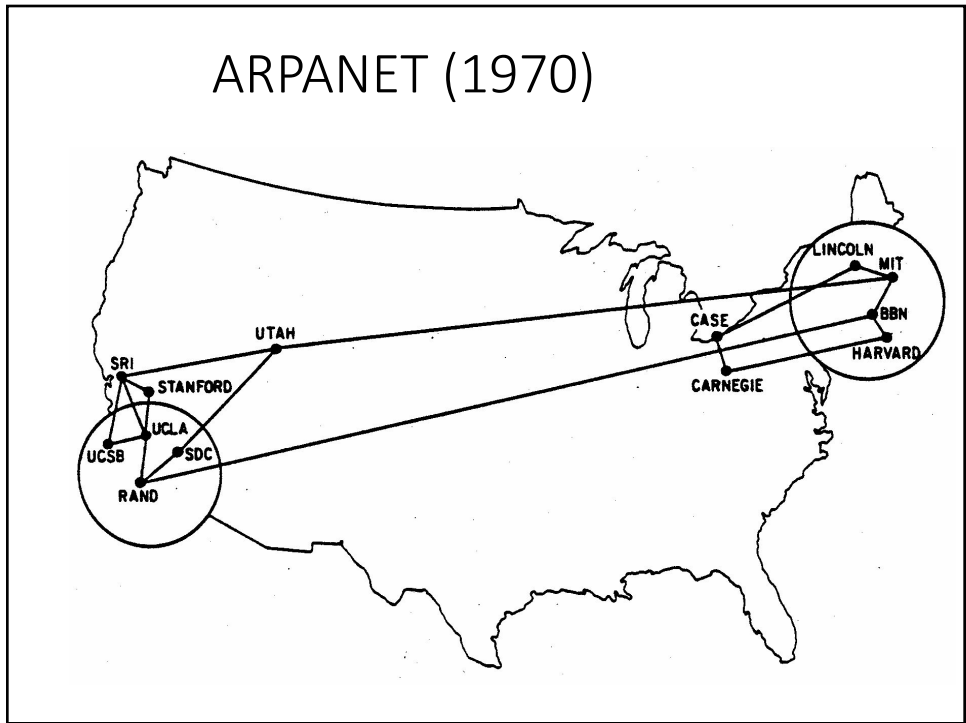 ARPANET (1970)
LINCOLN
MIT
BBN
HARVARD
CASE
CARNEGIE
UTAH
SRI
STANFORD
UCLA
UCSB
SDC
RAND